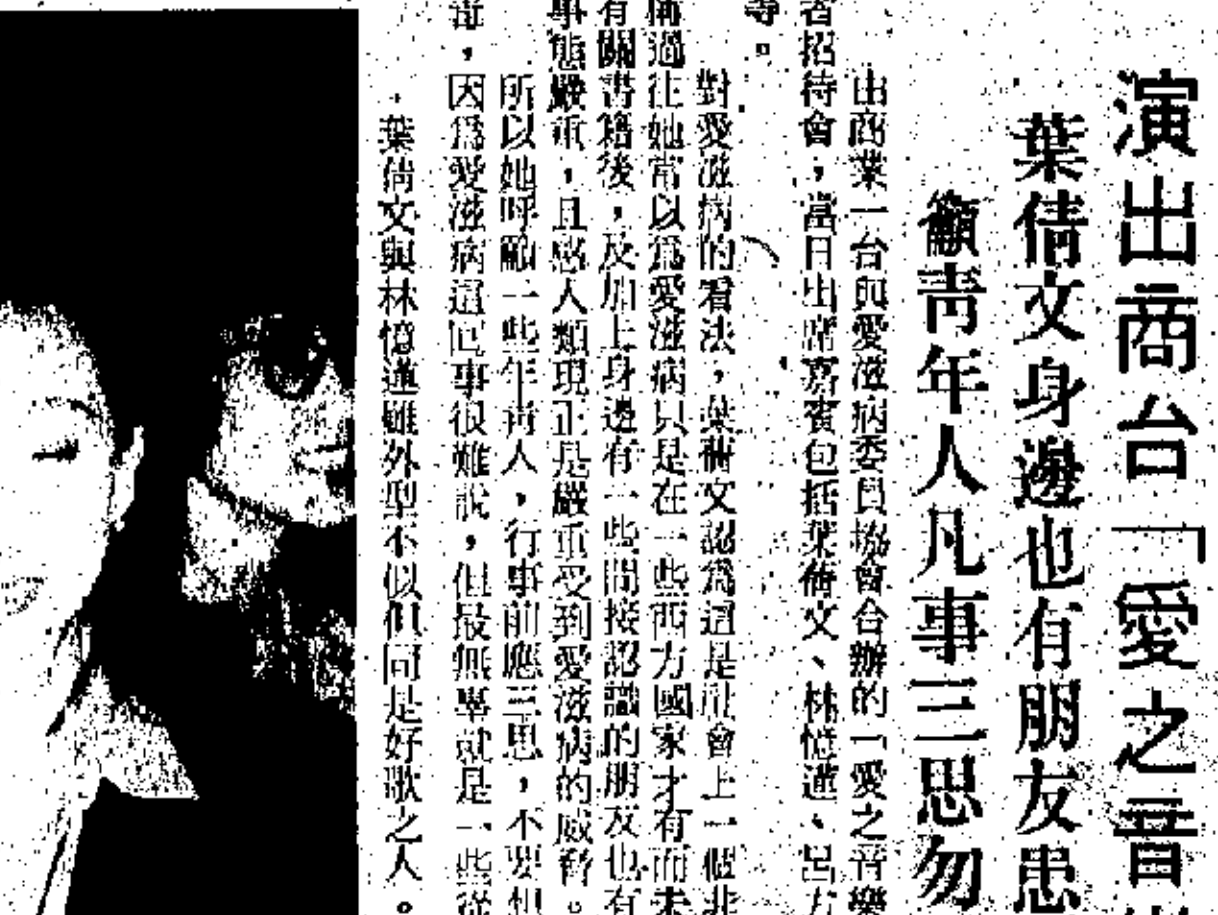 演出商台「愛之音
葉倩文身邊也有朋友患
籲青年人凡事三思勿
由商業一台與愛滋病委員協會合辦的「愛之音樂
者招待會，當日出席嘉賓包括葉蒨文、林憶蓮、呂方
等。
對愛滋病的看法，葉蒨文認為這是社會上一個非
過往她常以爲愛滋病只是在一些西方國家才有而未
有關書籍後，及加上身邊有一些間接認識的朋友也有
事態嚴重，且感人類現正是嚴重受到愛滋病的威脅。
所以她呼籲一些年青人，行事前應三思，不要想
毒，因爲愛滋病這回事很難說，但最無辜就是一些從
葉倩文與林憶蓮雖外型不似但同是好歌之人。